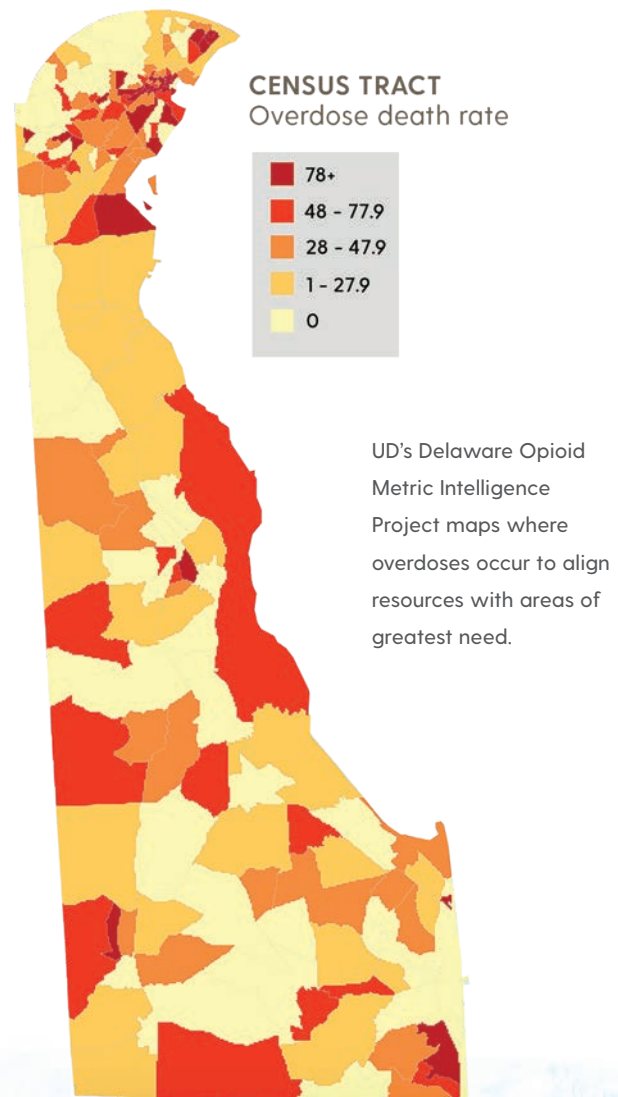 CENSUS TRACT
Overdose death rate
78+
48 - 77.9
28 - 47.9
1 - 27.9
0
UD's Delaware Opioid
Metric Intelligence
Project maps where
overdoses occur to align
resources with areas of
greatest need.